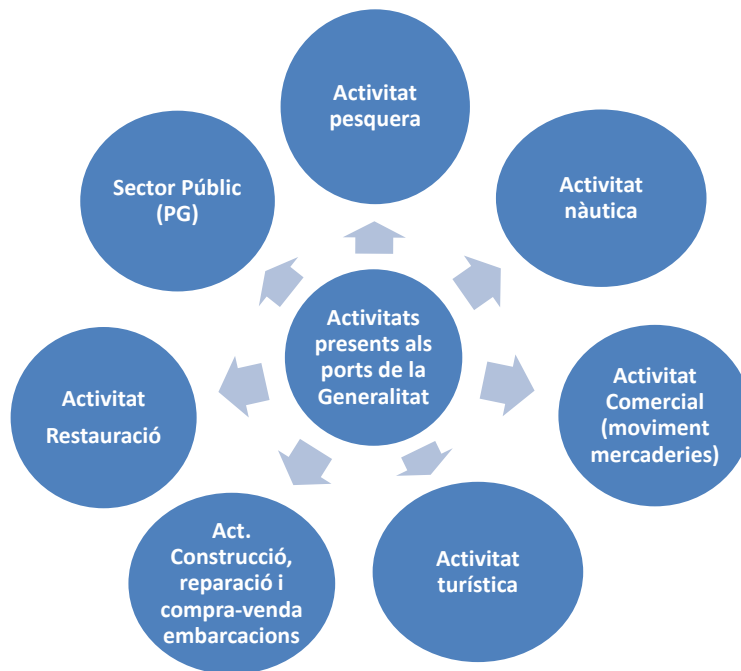 Activitat
pesquera
Sector Públic
(PG)
Activitat
nàutica
Activitats
presents als
ports de la
Generalitat
Activitat
Restauració
Activitat
Comercial
(moviment
mercaderies)
Act.
Construcció,
reparació i
compra-venda
embarcacions
Activitat
turística